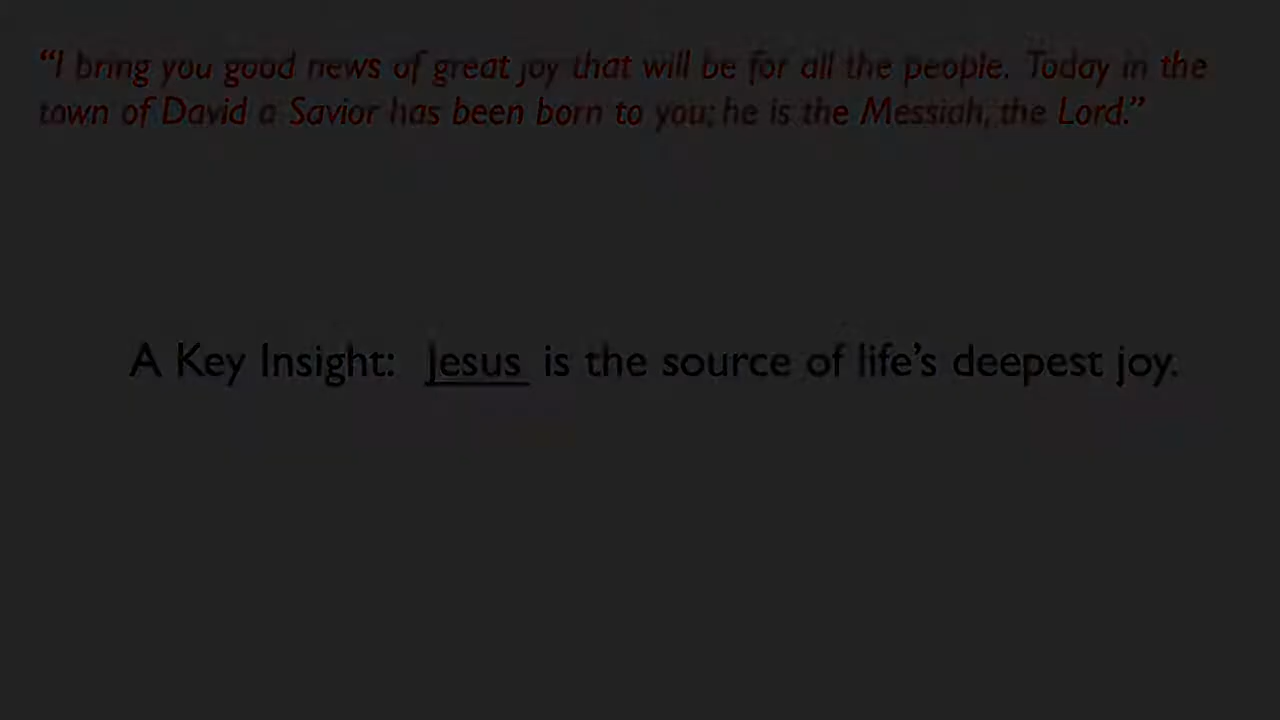 “I bring you good news of great joy that will be for all the people. Today in the
town of David a Savior has been born to you; he is the Messiah, the Lord.”
A Key Insight: Jesus is the source of life’s deepest joy.